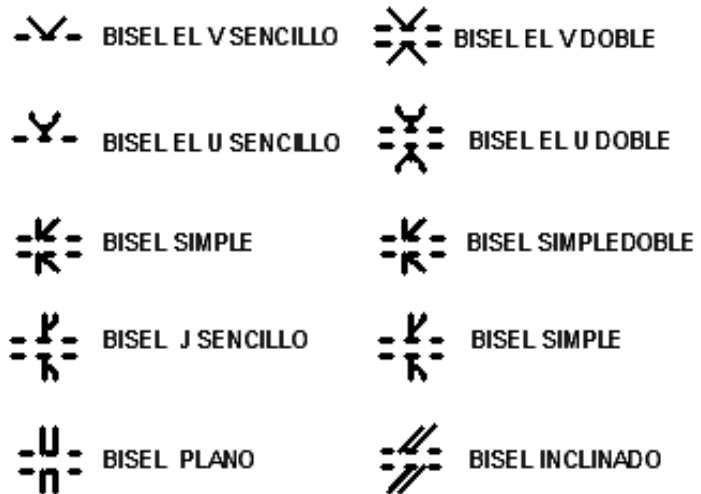 BISEL EL V SENCILLO
BISEL EL V DOBLE
BISEL EL U SENCILLO
BISEL EL U DOBLE
BISEL SIMPLE
BISEL SIMPLEDOBLE
BISEL J SENCILLO
BISEL SIMPLE
BISEL PLANO
BISEL INCLINADO